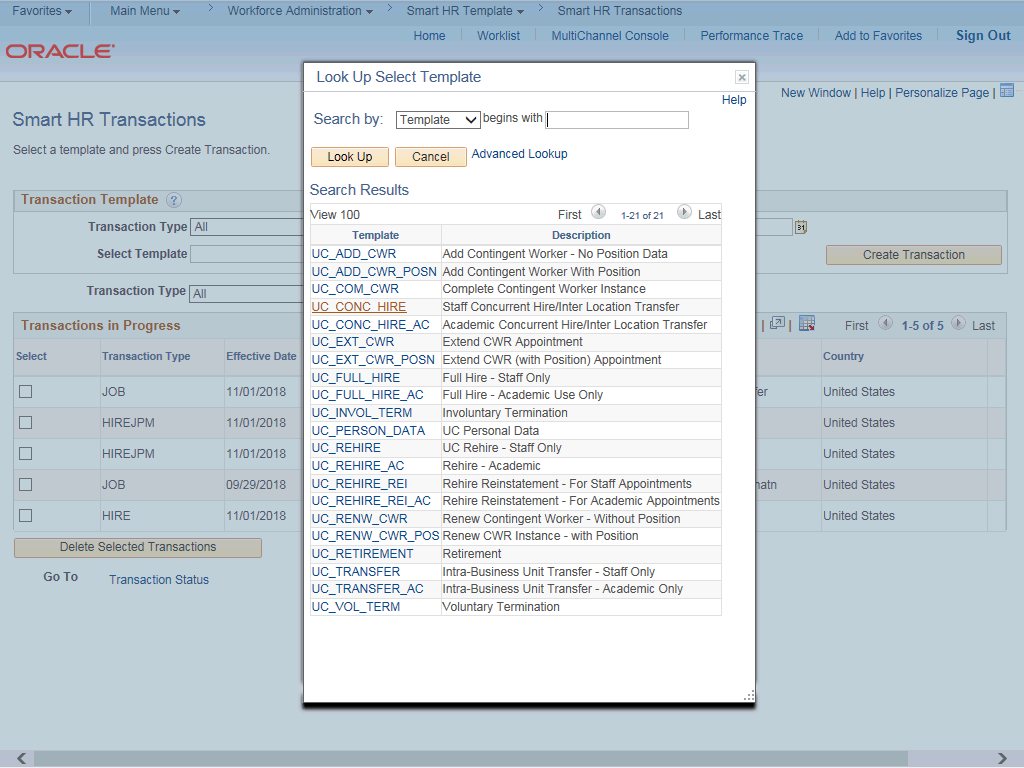 Favorites Main Menu > Workforce Administration > Smart HR Template > Smart HR Transactions
Home Worklist MultiChannel Console Performance Trace Add to Favorites Sign Out
ORACLE
New Window | Help | Personalize Page |
Smart HR Transactions
Select a template and press Create Transaction.
Transaction Template ?
Transaction Type All
31
Select Template
Create Transaction
Transaction Type All
Transactions in Progress
| | First 1-5 of 5 Last
Select Transaction Type Effective Date Country
JOB 11/01/2018 United States
HIREJPM 11/01/2018 United States
HIREJPM 11/01/2018 United States
JOB 09/29/2018 United States
HIRE 11/01/2018 United States
Delete Selected Transactions
Go To Transaction Status
Look Up Select Template
Help
Search by: Template begins with
Look Up Cancel Advanced Lookup
Search Results
View 100 First 1-21 of 21 Last
Template Description
UC_ADD_CWR Add Contingent Worker - No Position Data
UC_ADD_CWR_POSN Add Contingent Worker With Position
UC_COM_CWR Complete Contingent Worker Instance
UC_CONC_HIRE Staff Concurrent Hire/Inter Location Transfer
UC_CONC_HIRE_AC Academic Concurrent Hire/Inter Location Transfer
UC_EXT_CWR Extend CWR Appointment
UC_EXT_CWR_POSN Extend CWR (with Position) Appointment
UC_FULL_HIRE Full Hire - Staff Only
UC_FULL_HIRE_AC Full Hire - Academic Use Only
UC_INVOL_TERM Involuntary Termination
UC_PERSON_DATA UC Personal Data
UC_REHIRE UC Rehire - Staff Only
UC_REHIRE_AC Rehire - Academic
UC_REHIRE_REI Rehire Reinstatement - For Staff Appointments
UC_REHIRE_REI_AC Rehire Reinstatement - For Academic Appointments
UC_RENW_CWR Renew Contingent Worker - Without Position
UC_RENW_CWR_POS Renew CWR Instance - with Position
UC_RETIREMENT Retirement
UC_TRANSFER Intra-Business Unit Transfer - Staff Only
UC_TRANSFER_AC Intra-Business Unit Transfer - Academic Only
UC_VOL_TERM Voluntary Termination